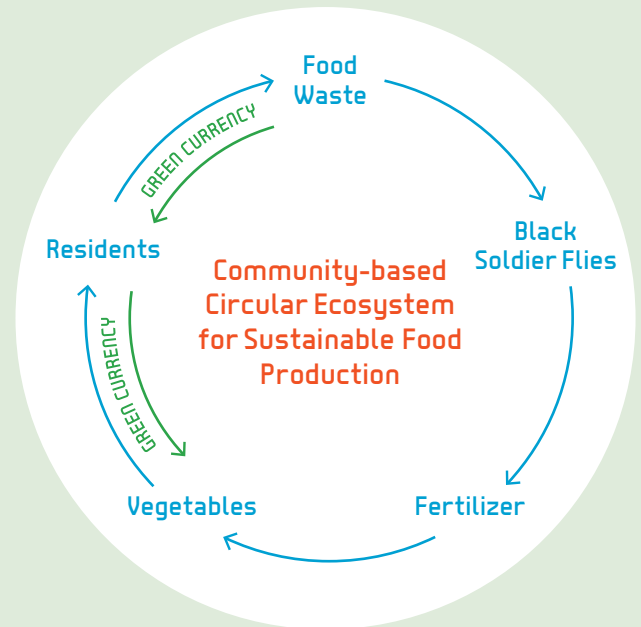 Food
Waste
GREEN CURRENCY
Black
Soldier Flies
Residents
Community-based
Circular Ecosystem
for Sustainable Food
Production
GREEN CURRENCY
Vegetables
Fertilizer